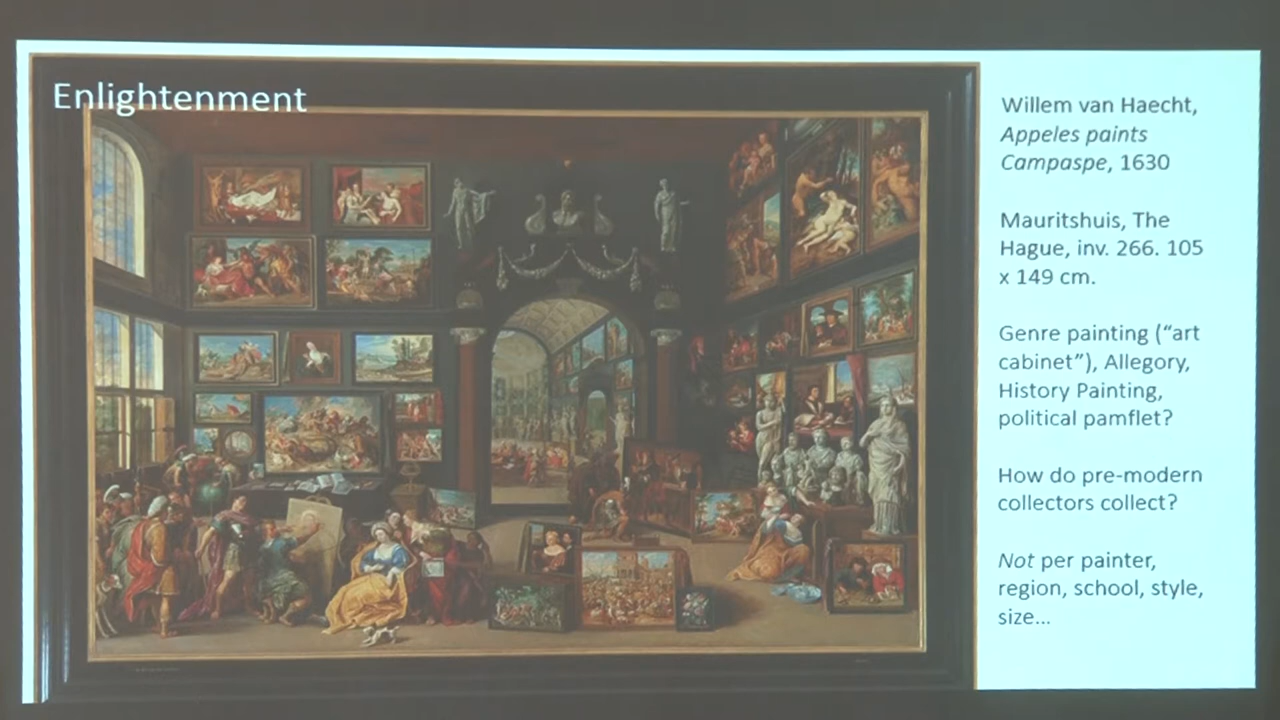 Enlightenment
Willem van Haecht,
Appeles paints
Campaspe, 1630
Mauritshuis, The
Hague, inv. 266. 105
x 149 cm.
Genre painting (“art
cabinet”), Allegory,
History Painting,
political pamflet?
How do pre-modern
collectors collect?
Not per painter,
region, school, style,
size...